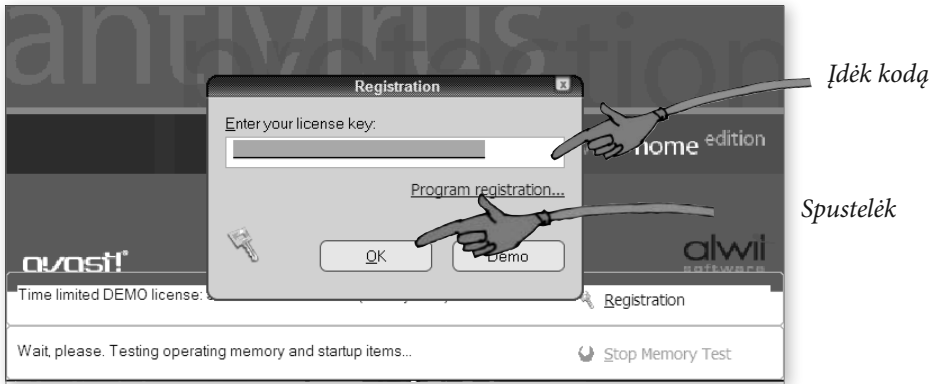 antivirus
protection
Registration
Įdėk kodą
Enter your license key:
home edition
Program registration...
Spustelėk
OK
Demo
avast!
alwil
software
Time limited DEMO license:
Registration
Wait, please. Testing operating memory and startup items...
Stop Memory Test